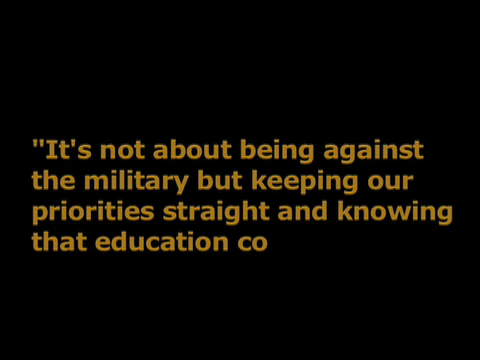 "It's not about being against
the military but keeping our
priorities straight and knowing
that education co